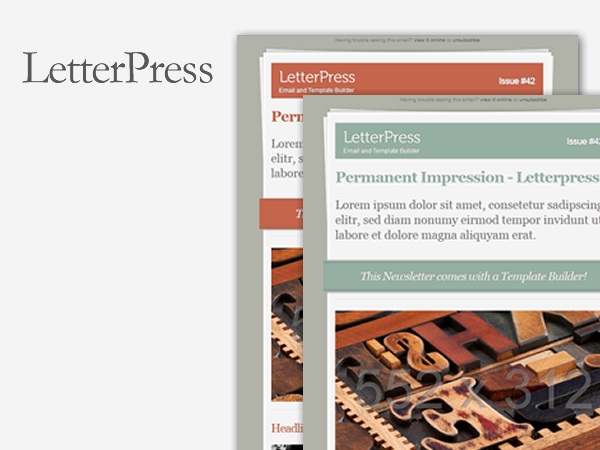 LetterPress
Having trouble seeing this email? view it online or unsubscribe
LetterPress
Email and Template Builder
Issue #42
Perm
Lorem
elitr, s
labore
Having trouble seeing this email? view it online or unsubscribe
LetterPress
Email and Template Builder
Issue #42
Permanent Impression - Letterpress
Lorem ipsum dolor sit amet, consetetur sadipscing
elitr, sed diam nonumy eirmod tempor invidunt ut
labore et dolore magna aliquyam erat.
This Newsletter comes with a Template Builder!
552 x 312
Headli